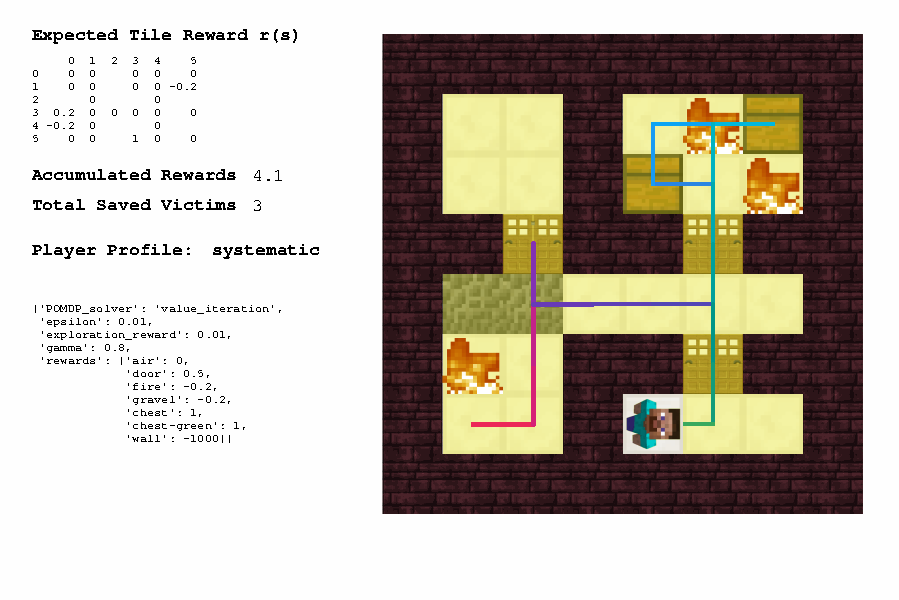 Expected Tile Reward r(s)
0 1 2 3 4 5
0 0 0 0 0 0
1 0 0 0 0 -0.2
2 0 0
3 0.2 0 0 0 0 0
4 -0.2 0 0
5 0 0 1 0 0
Accumulated Rewards 4.1
Total Saved Victims 3
Player Profile: systematic
{'POMDP_solver': 'value_iteration',
'epsilon': 0.01,
'exploration_reward': 0.01,
'gamma': 0.8,
'rewards': {'air': 0,
'door': 0.5,
'fire': -0.2,
'gravel': -0.2,
'chest': 1,
'chest-green': 1,
'wall': -1000}}